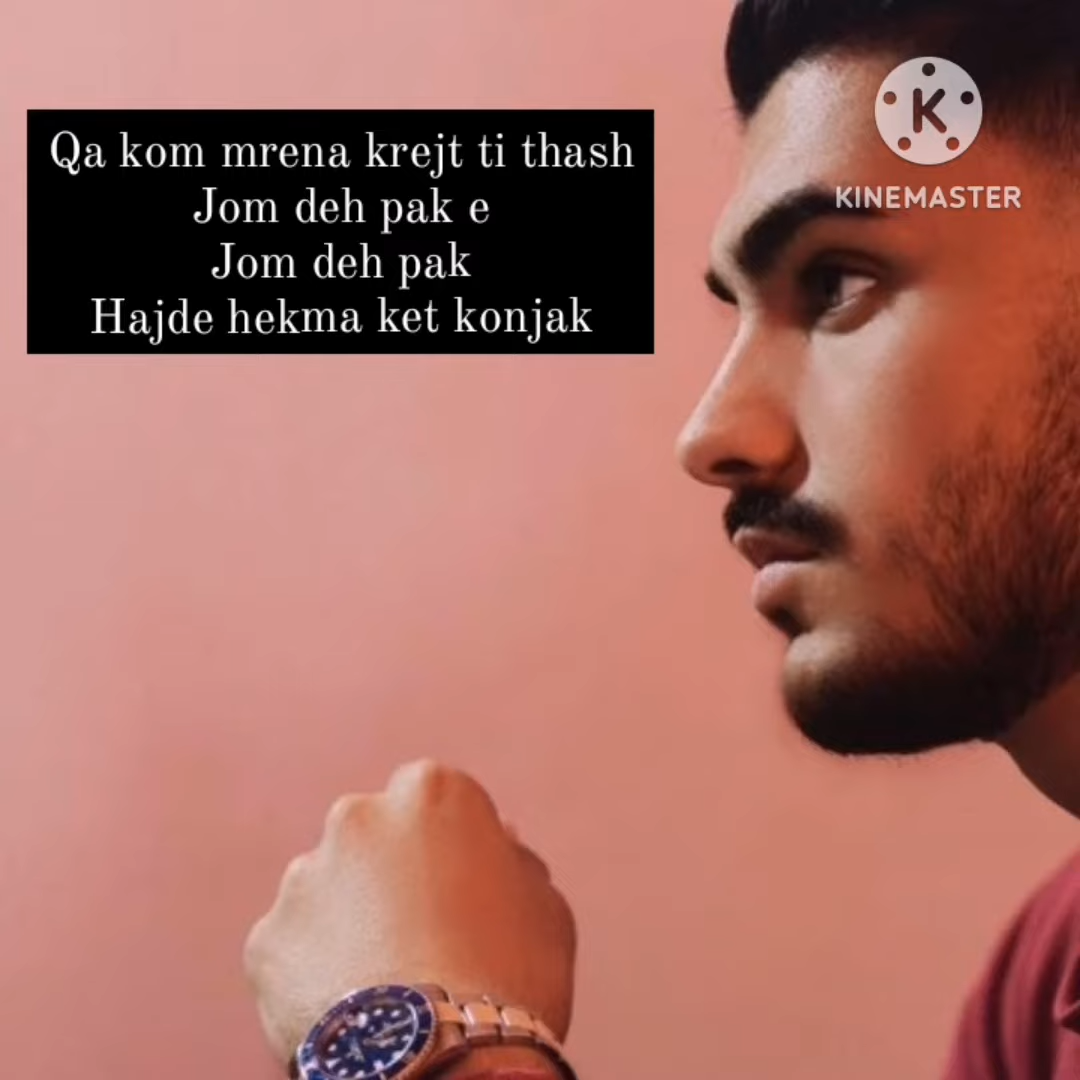 Qa kom mrena krejt ti thash
Jom deh pak e
Jom deh pak
Hajde hekma ket konjak
K
KINEMASTER